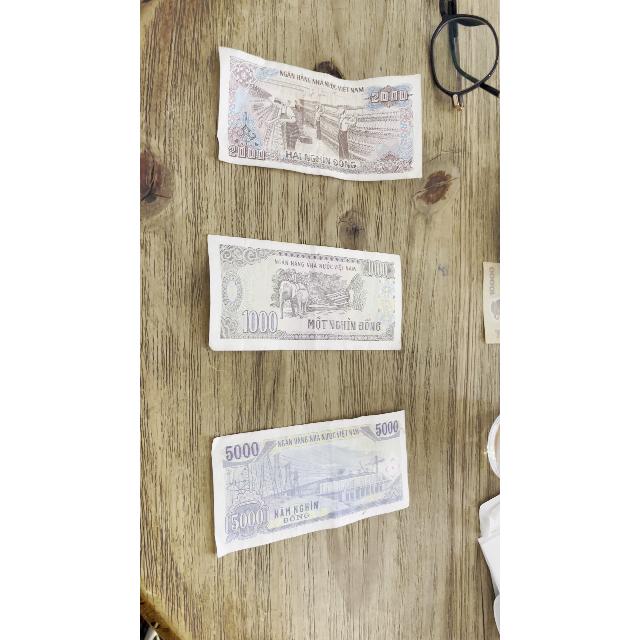 NGÂN HÀNG NHÀ NƯỚC VIỆT NAM
2000
2000
HAI NGHÌN ĐỒNG
NGÂN HÀNG NHÀ NƯỚC VIỆT NAM
1000
1000
MỘT NGHÌN ĐỒNG
5000
NGÂN HÀNG NHÀ NƯỚC VIỆT NAM
5000
5000
NĂM NGHÌN
ĐỒNG